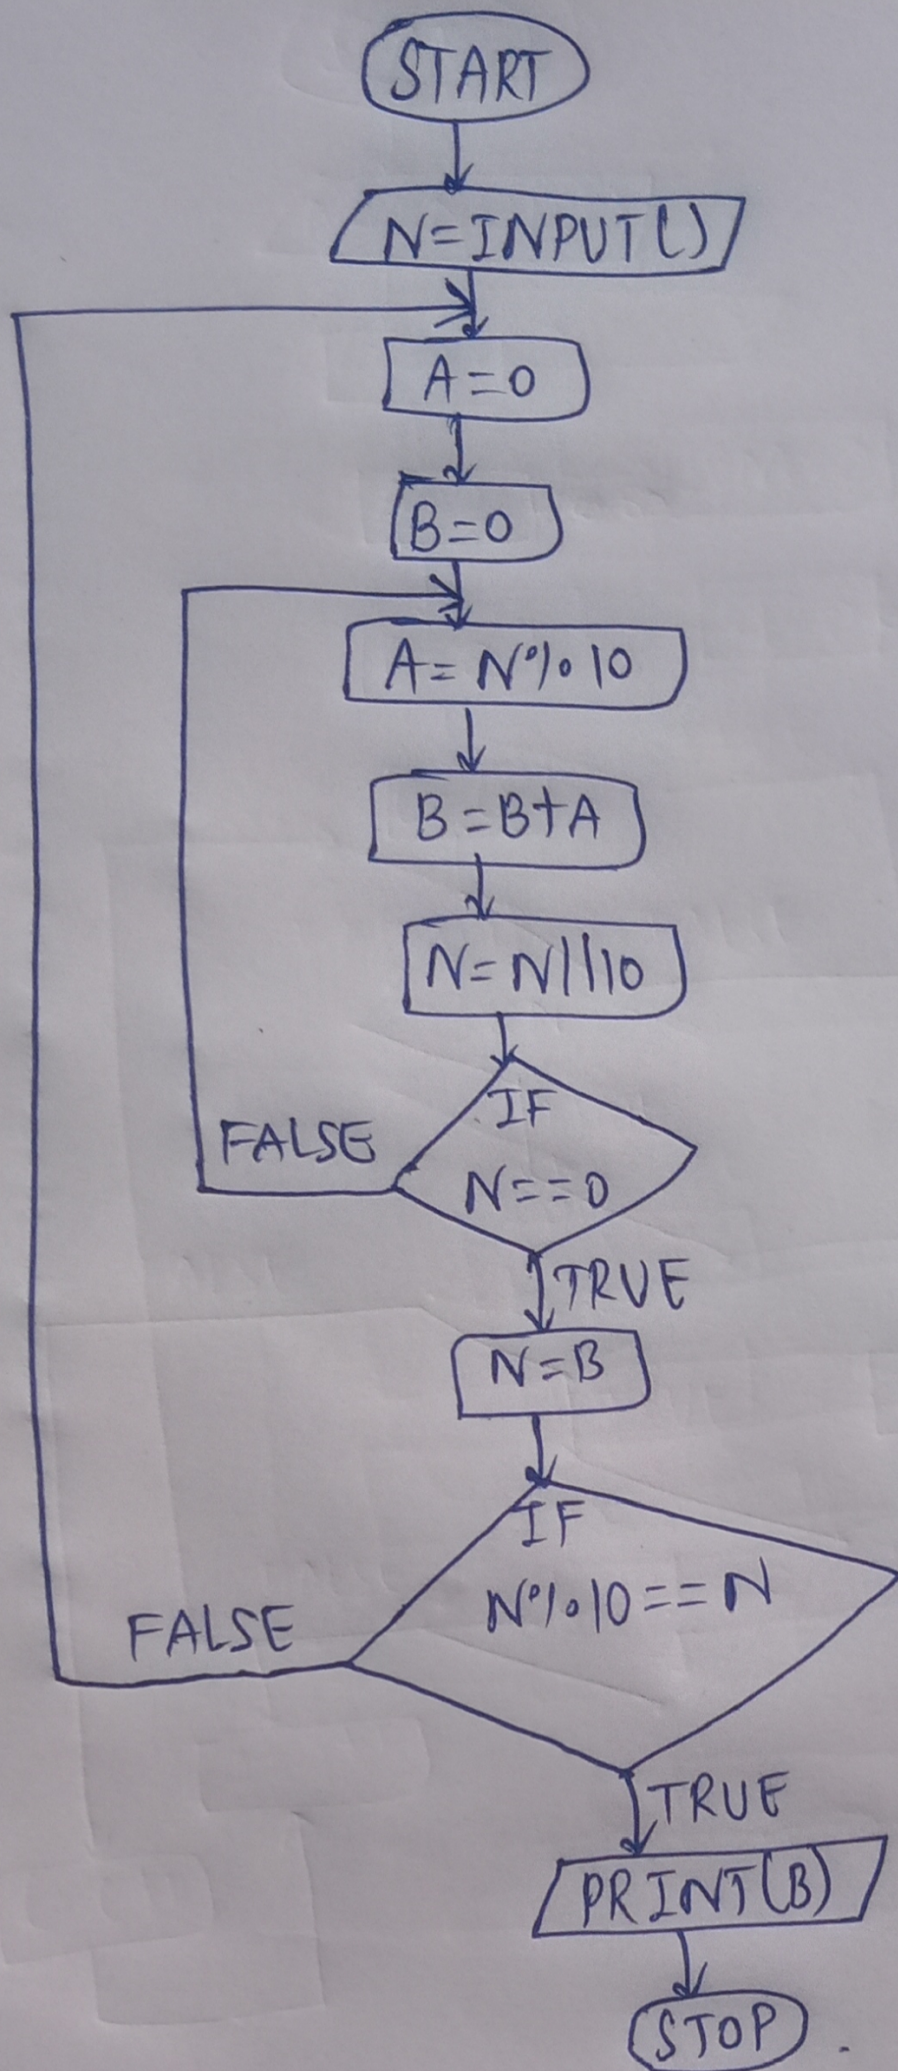 START
N=INPUT()
A=0
B=0
A=N%10
B=B+A
N=N//10
IF
FALSE
N==0
TRUE
N=B
IF
N%10==N
FALSE
TRUE
PRINT(B)
STOP